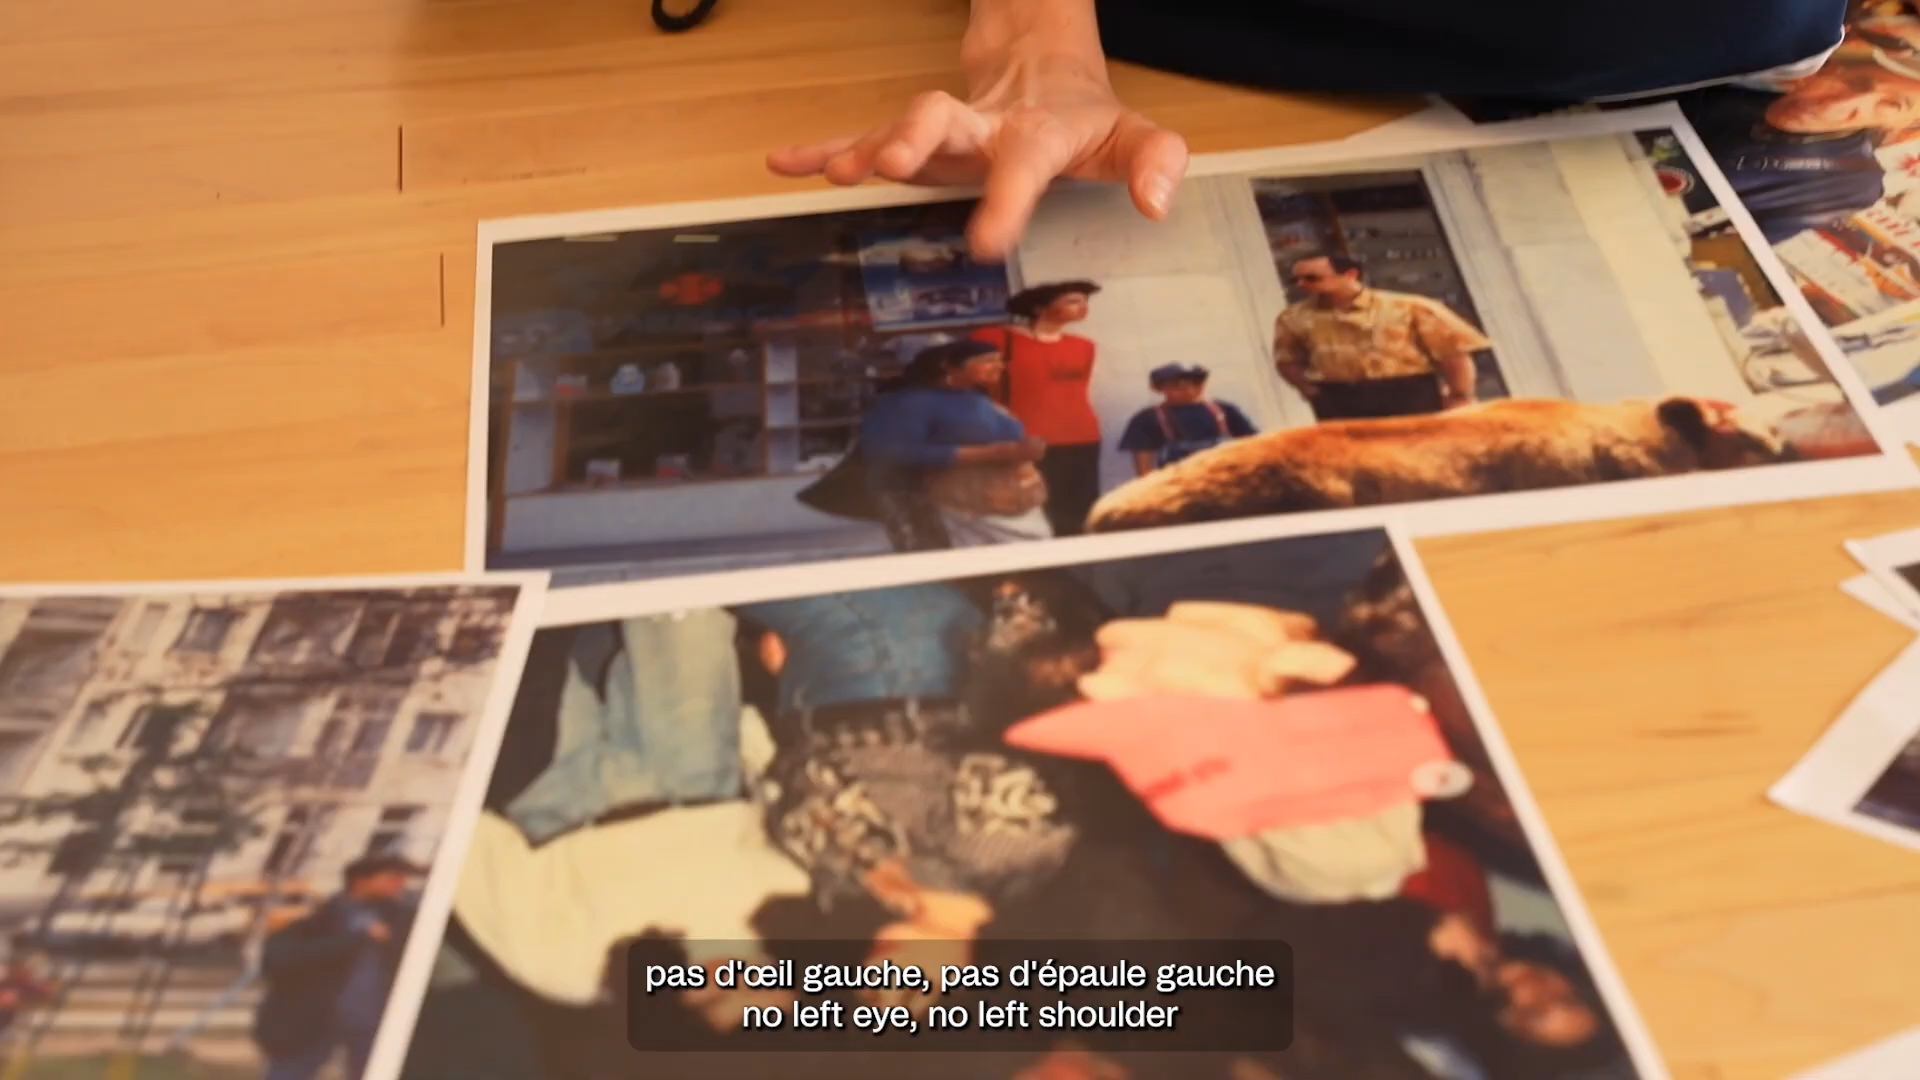 pas d'œil gauche, pas d'épaule gauche
no left eye, no left shoulder